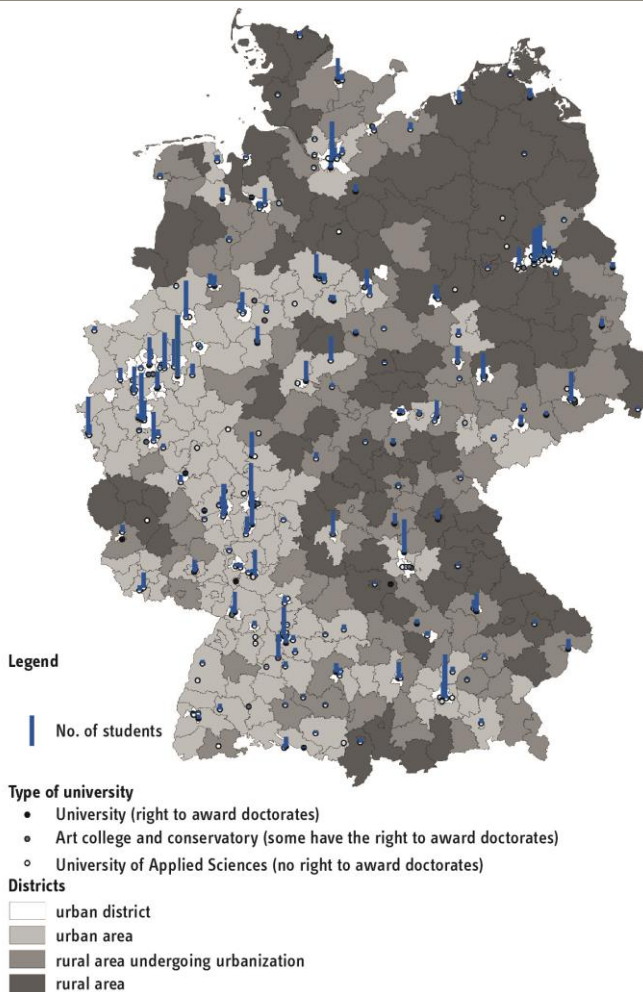 Legend
No. of students
Type of university
University (right to award doctorates)
Art college and conservatory (some have the right to award doctorates)
University of Applied Sciences (no right to award doctorates)
Districts
urban district
urban area
rural area undergoing urbanization
rural area